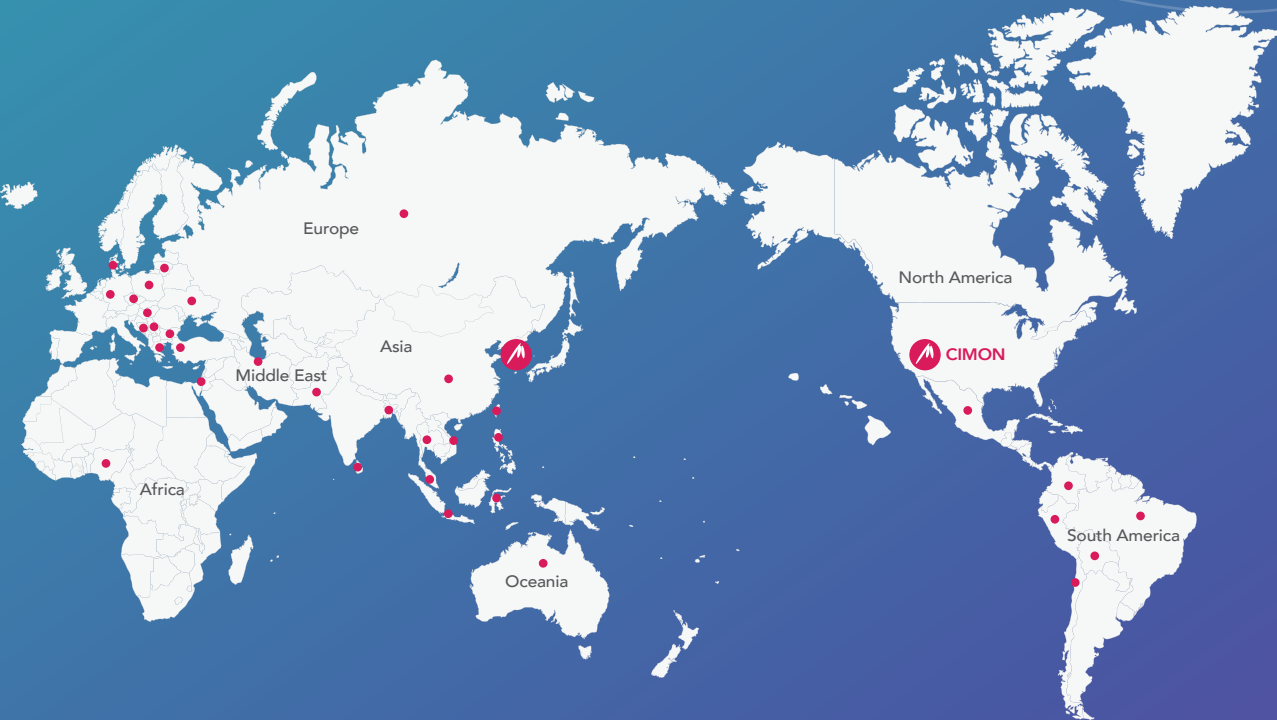 Europe
North America
Asia
CIMON
Middle East
Africa
South America
Oceania